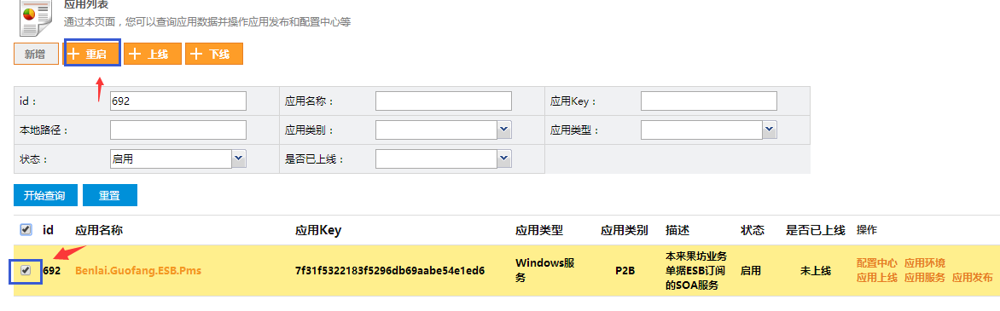 应用列表
通过本页面，您可以查询应用数据并操作应用发布和配置中心等
新增 重启 上线 下线
id： 692 应用名称： 应用Key：
本地路径： 应用类别： 应用类型：
状态： 启用 是否已上线：
开始查询 重置
id 应用名称 应用Key 应用类型 应用类别 描述 状态 是否已上线 操作
692 Benlai.Guofang.ESB.Pms 7f31f5322183f5296db69aabe54e1ed6
Windows服
务
P2B
本来果坊业务
单据ESB订阅
的SOA服务
启用 未上线
配置中心 应用环境
应用上线 应用服务 应用发布